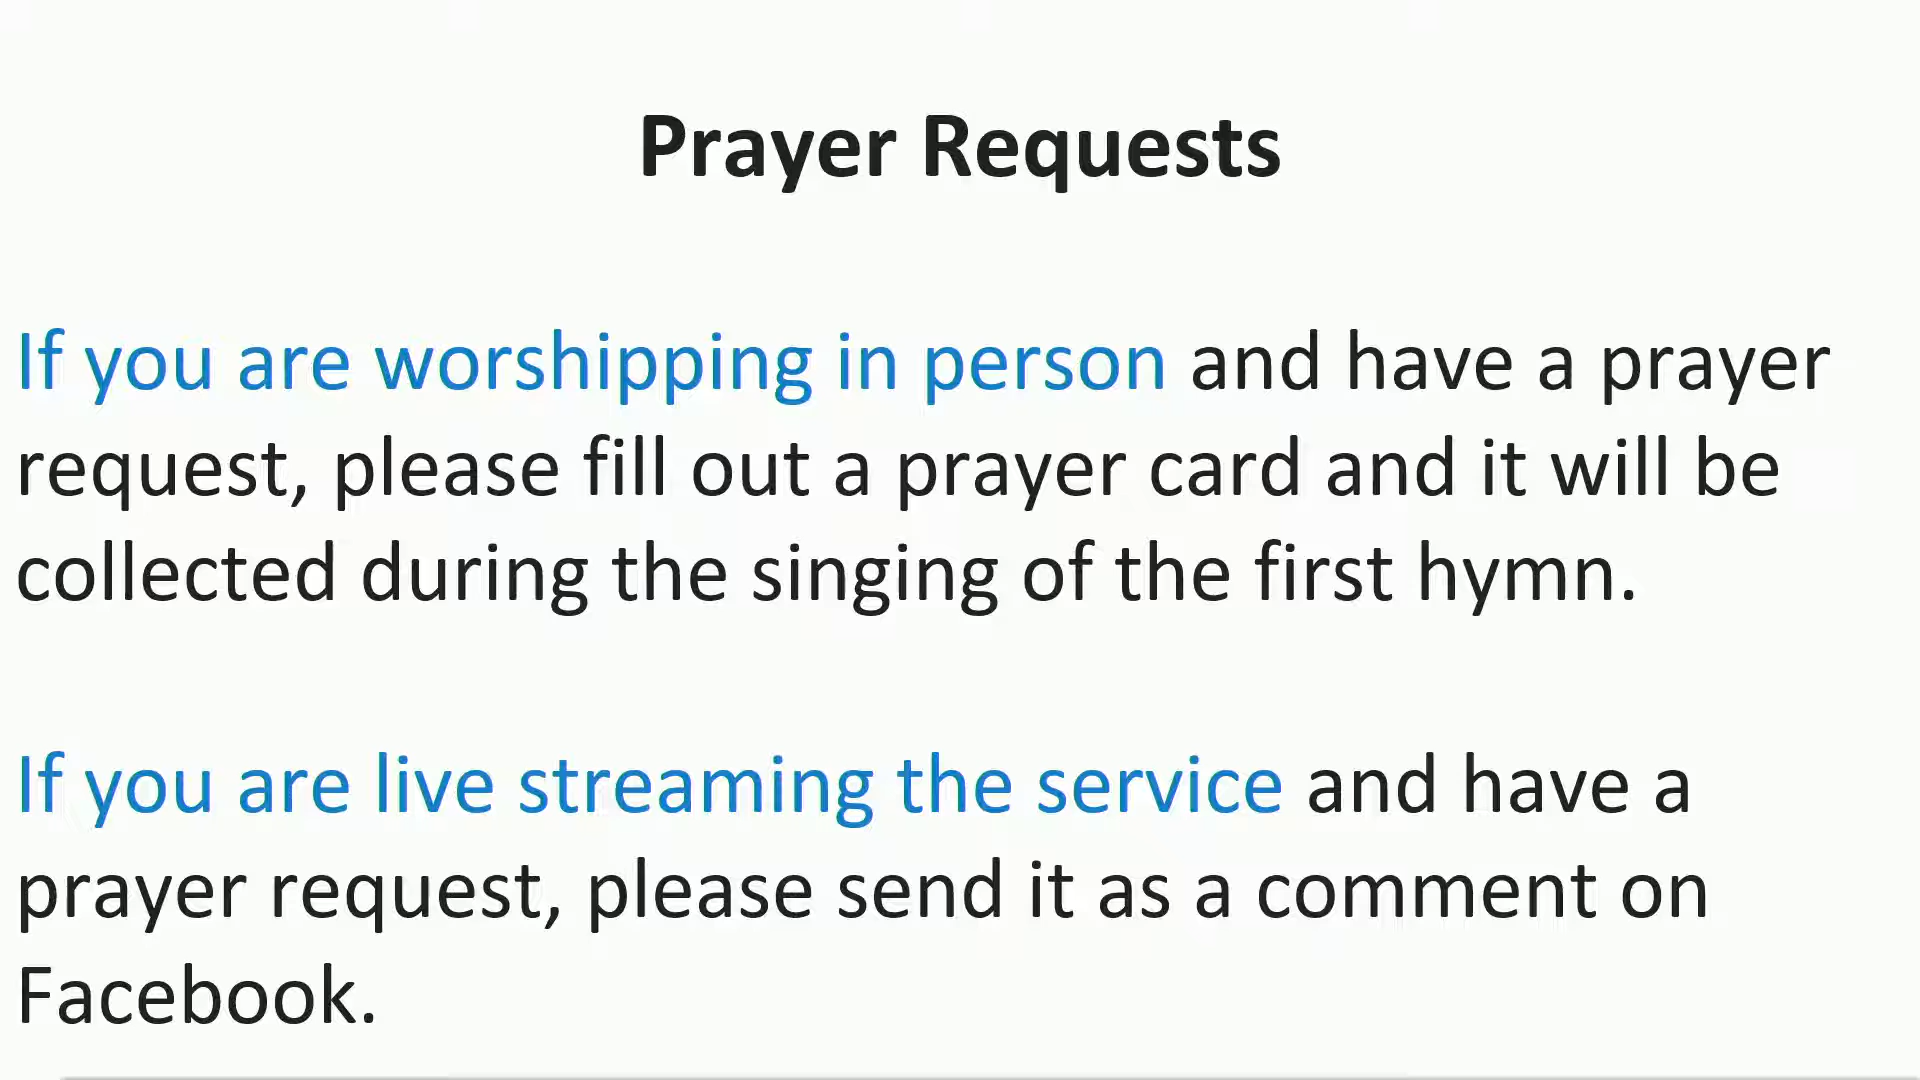 Prayer Requests
If you are worshipping in person and have a prayer
request, please fill out a prayer card and it will be
collected during the singing of the first hymn.
If you are live streaming the service and have a
prayer request, please send it as a comment on
Facebook.